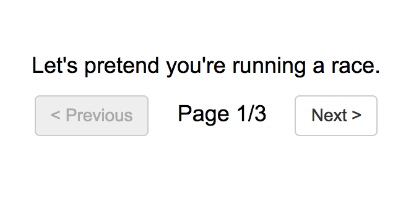 Let's pretend you're running a race.
< Previous Page 1/3 Next >